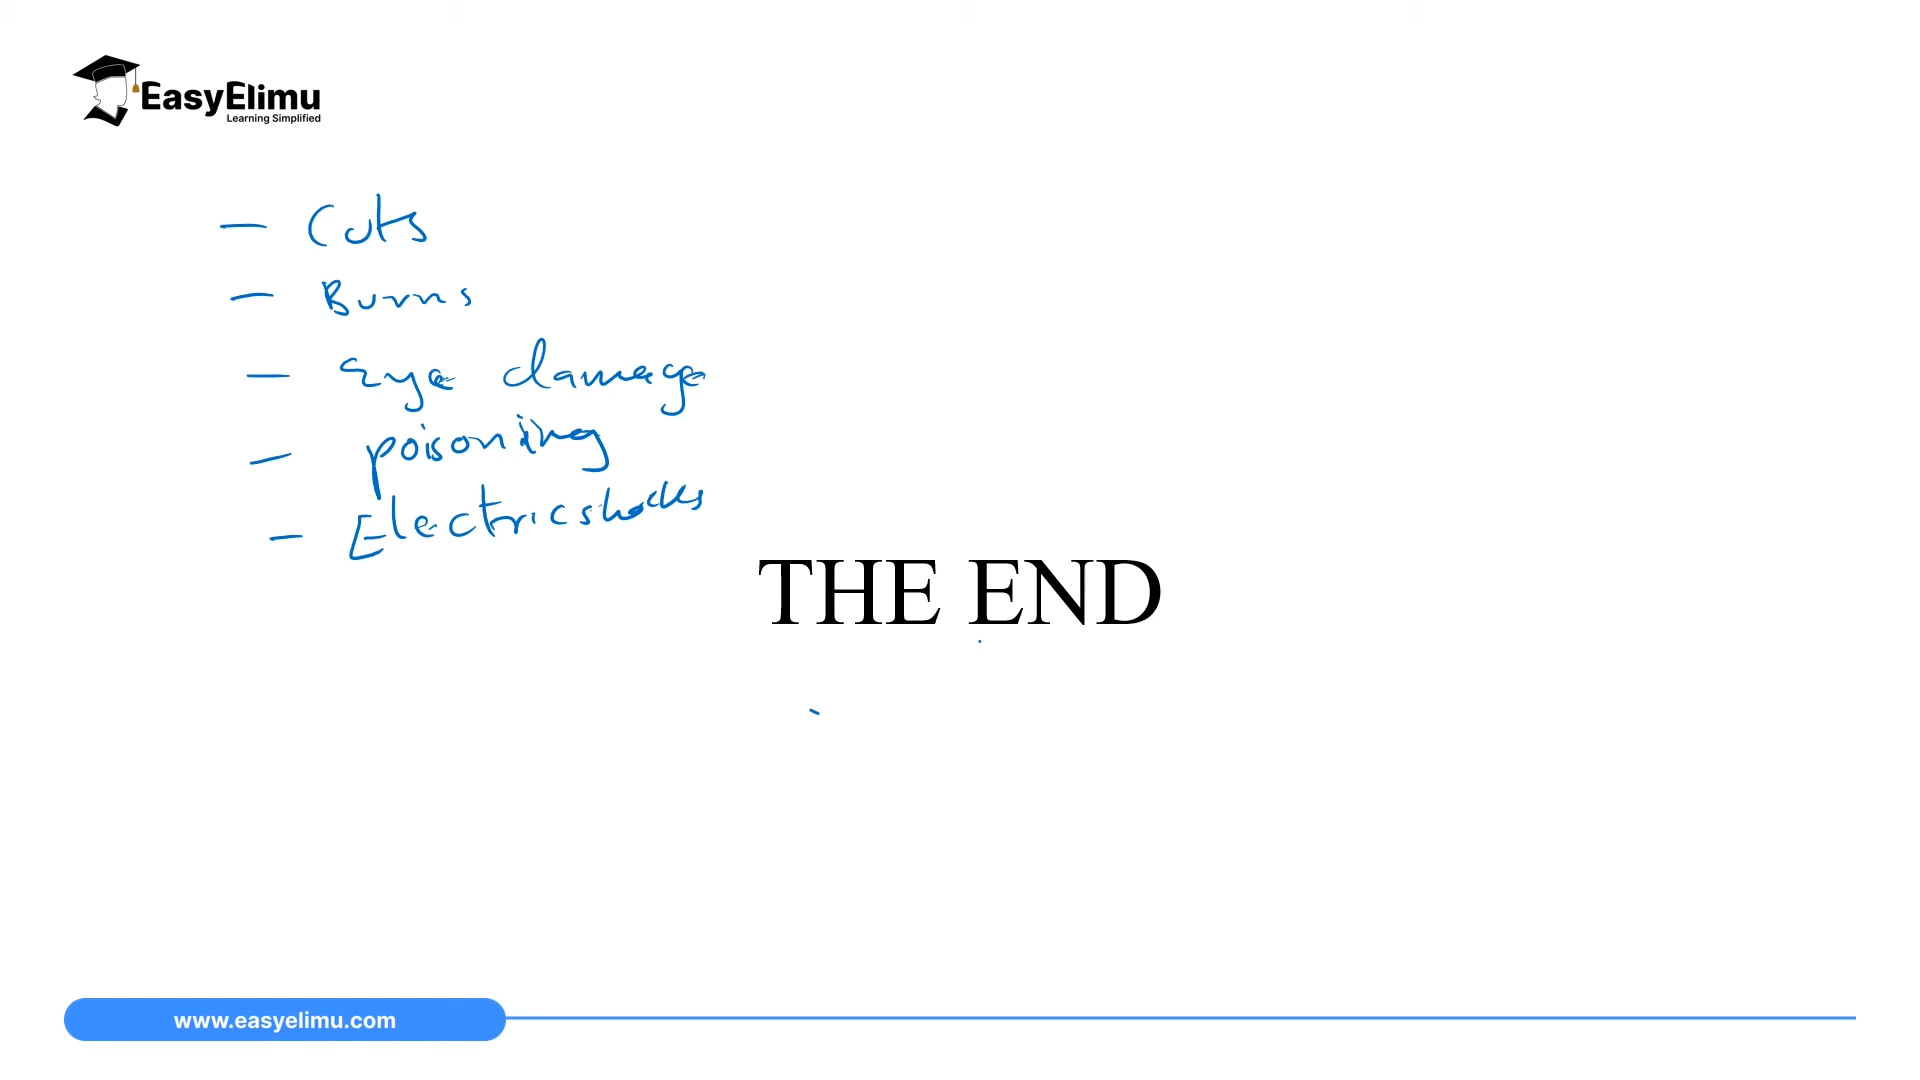 EasyElimu
Learning Simplified
- Cuts
- Burns
- Eye damage
- poisoning
- Electric shocks
THE END
www.easyelimu.com